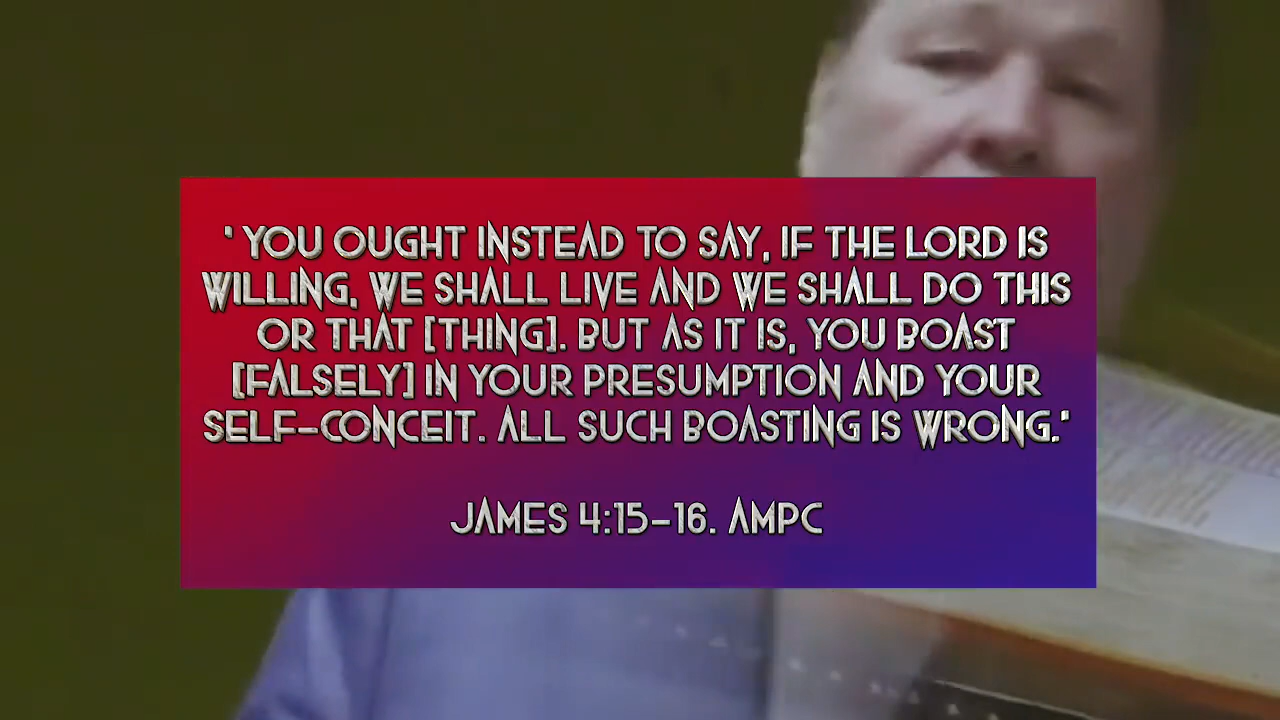 " YOU OUGHT INSTEAD TO SAY, IF THE LORD IS
WILLING, WE SHALL LIVE AND WE SHALL DO THIS
OR THAT [THING]. BUT AS IT IS, YOU BOAST
[FALSELY] IN YOUR PRESUMPTION AND YOUR
SELF-CONCEIT. ALL SUCH BOASTING IS WRONG."
JAMES 4:15-16. AMPC